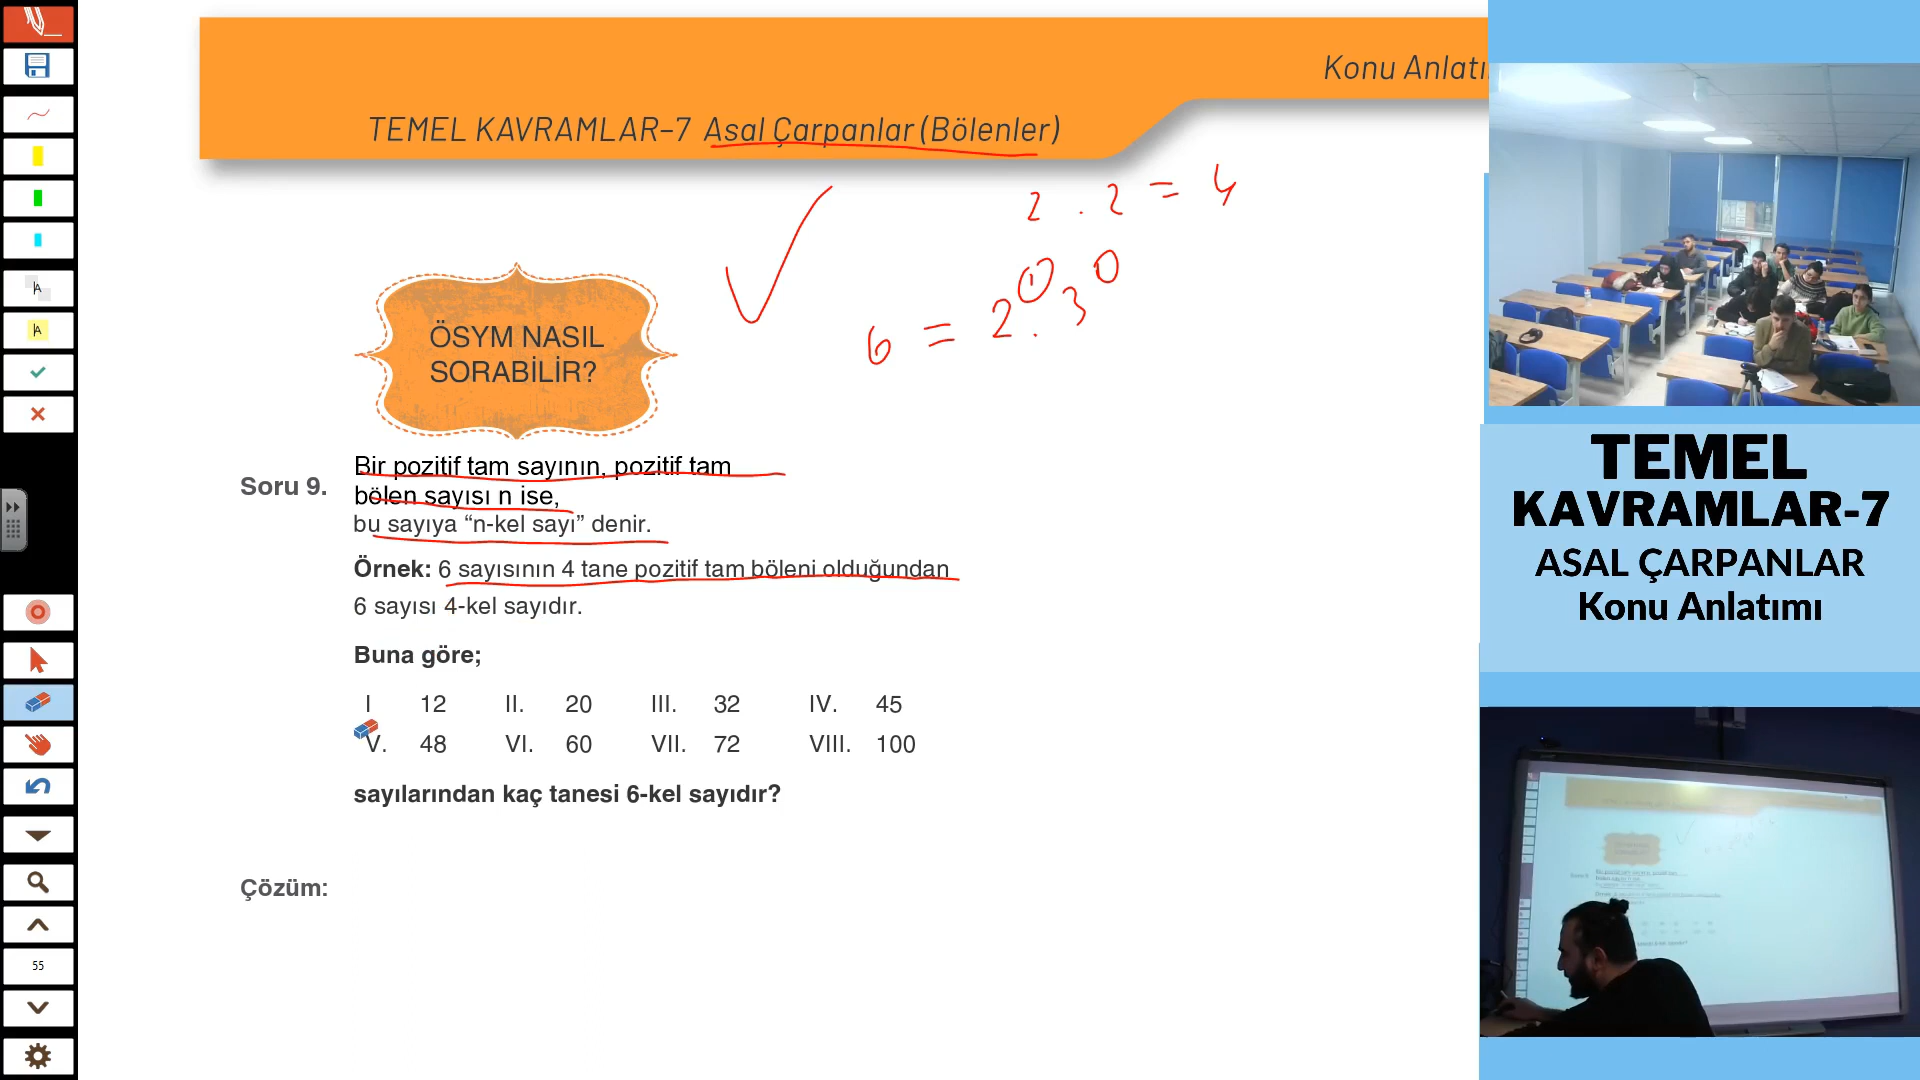 Konu Anlatı
TEMEL KAVRAMLAR–7 Asal Çarpanlar (Bölenler)
2 . 2 = 4
ÖSYM NASIL
SORABİLİR?
6 = 2¹ . 3
Soru 9.
Bir pozitif tam sayının, pozitif tam
bölen sayısı n ise,
bu sayıya “n-kel sayı” denir.
Örnek: 6 sayısının 4 tane pozitif tam böleni olduğundan
6 sayısı 4-kel sayıdır.
Buna göre;
I 12 II. 20 III. 32 IV. 45
V. 48 VI. 60 VII. 72 VIII. 100
sayılarından kaç tanesi 6-kel sayıdır?
Çözüm:
55
TEMEL
KAVRAMLAR-7
ASAL ÇARPANLAR
Konu Anlatımı